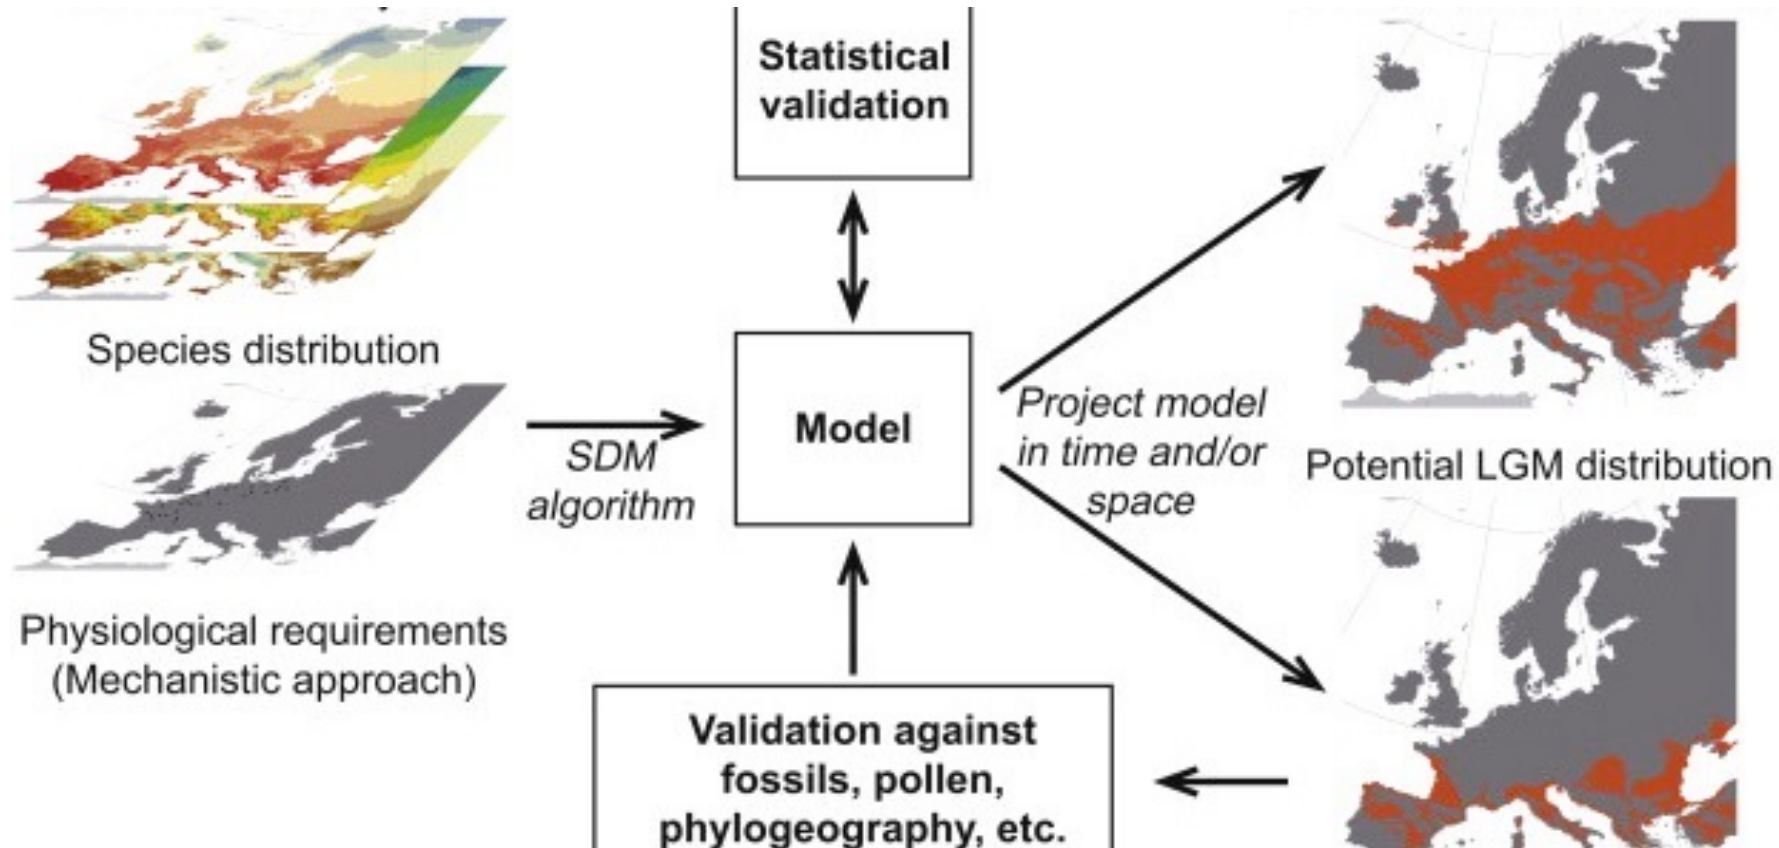 Statistical
validation
Species distribution
Physiological requirements
(Mechanistic approach)
SDM
algorithm
Model
Project model
in time and/or
space
Potential LGM distribution
Validation against
fossils, pollen,
phylogeography, etc.